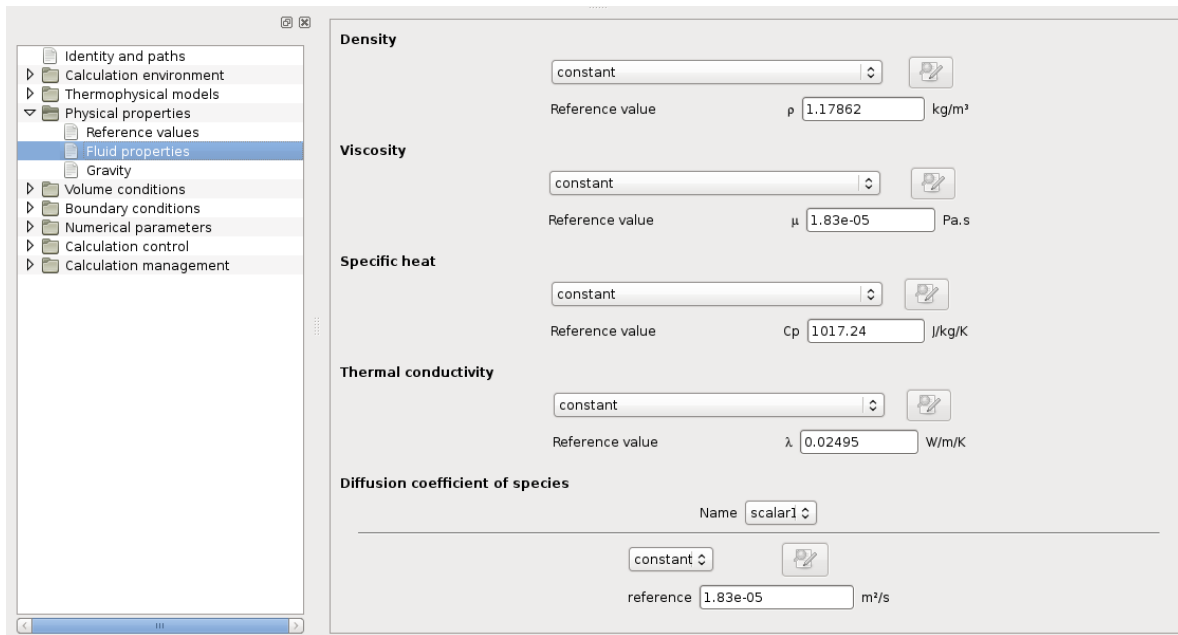 Identity and paths
Calculation environment
Thermophysical models
Physical properties
Reference values
Fluid properties
Gravity
Volume conditions
Boundary conditions
Numerical parameters
Calculation control
Calculation management
Density
constant
Reference value ρ 1.17862 kg/m³
Viscosity
constant
Reference value μ 1.83e-05 Pa.s
Specific heat
constant
Reference value Cp 1017.24 J/kg/K
Thermal conductivity
constant
Reference value λ 0.02495 W/m/K
Diffusion coefficient of species
Name scalar1
constant
reference 1.83e-05 m²/s